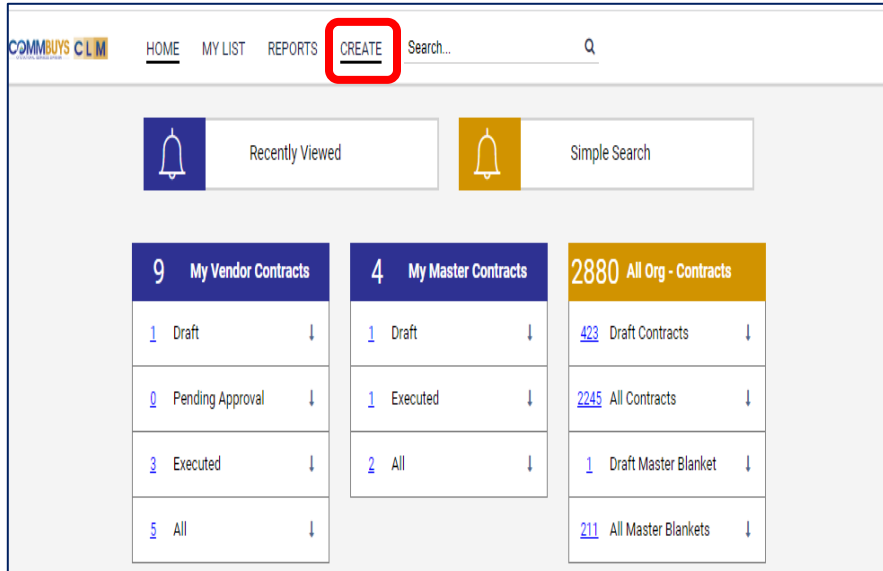 COMMBUYS CLM HOME MY LIST REPORTS CREATE Search...
Recently Viewed Simple Search
9 My Vendor Contracts
1 Draft
0 Pending Approval
3 Executed
5 All
4 My Master Contracts
1 Draft
1 Executed
2 All
2880 All Org - Contracts
423 Draft Contracts
2245 All Contracts
1 Draft Master Blanket
211 All Master Blankets